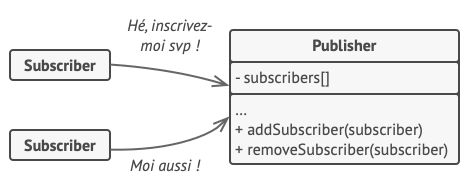 Hé, inscrivez-
moi svp !
Subscriber
Publisher
- subscribers[]
...
+ addSubscriber(subscriber)
+ removeSubscriber(subscriber)
Subscriber
Moi aussi !